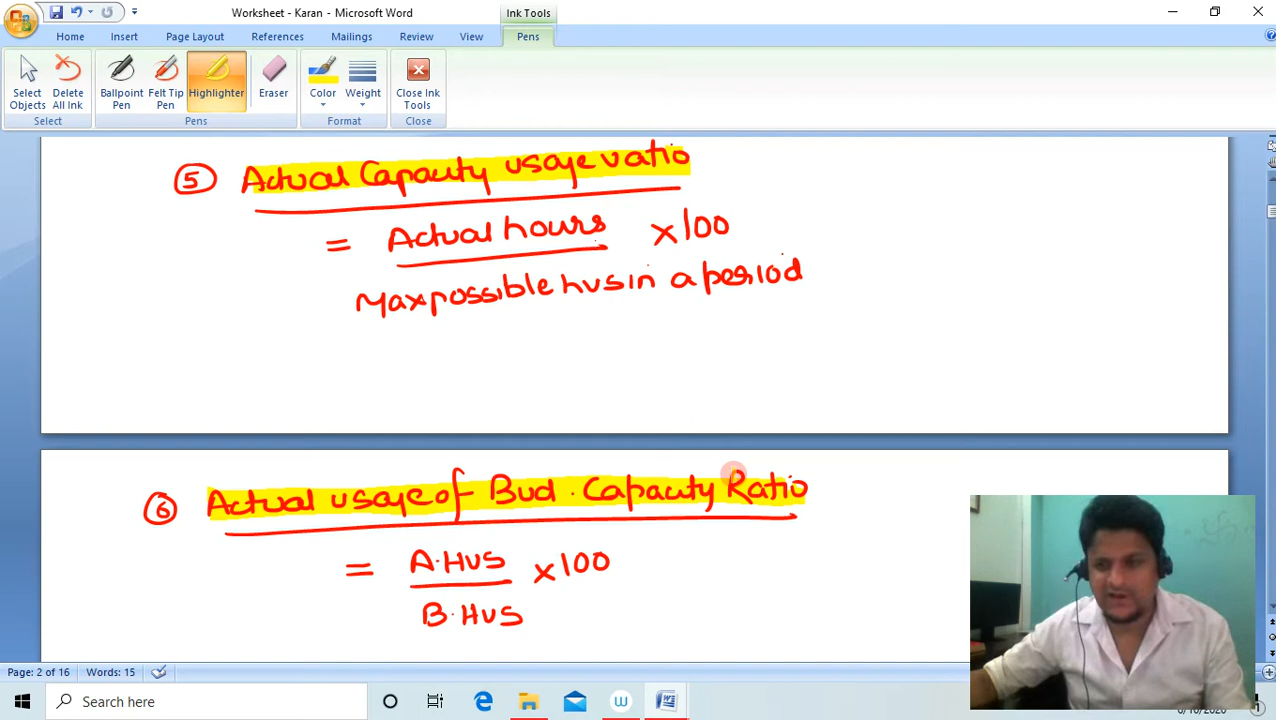 Worksheet - Karan - Microsoft Word
Ink Tools
Home Insert Page Layout References Mailings Review View Pens
Select Objects
Delete All Ink
Ballpoint Pen
Felt Tip Pen
Highlighter
Eraser
Color
Weight
Close Ink Tools
Select Pens Format Close
5 Actual Capacity usage ratio
= Actual hours ×100
Max possible hrs in a period
6 Actual usage of Bud. Capacity Ratio
= A.Hrs ×100
B.Hrs
Page: 2 of 16 Words: 15
Search here